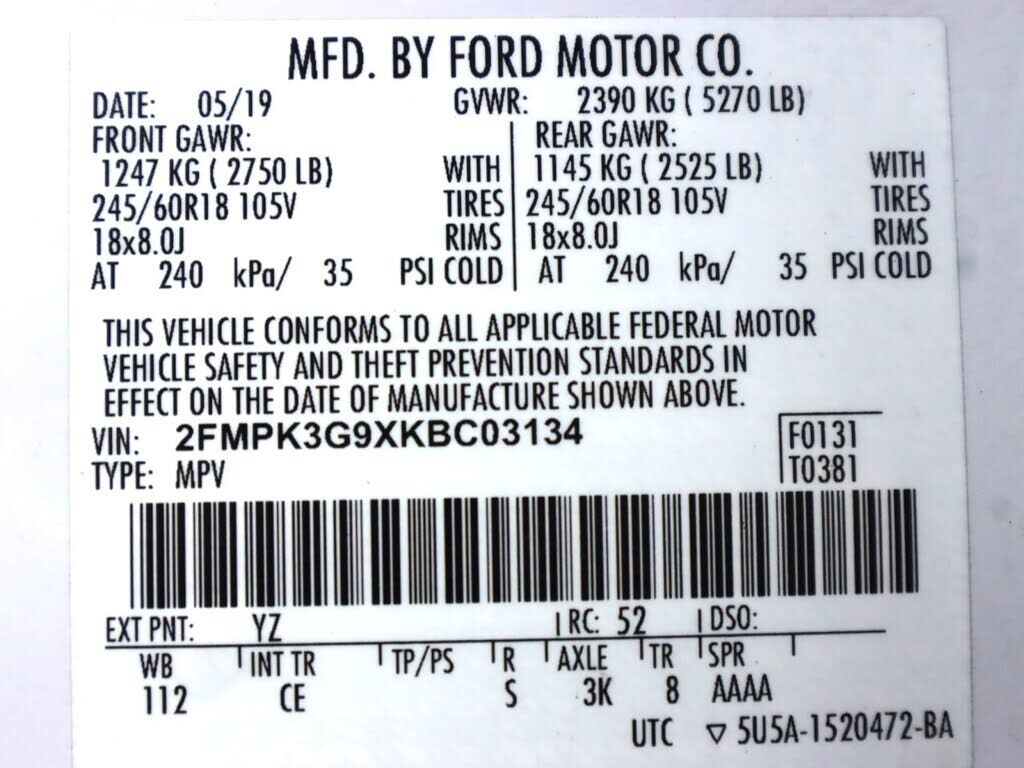 MFD. BY FORD MOTOR CO.
DATE: 05/19 GVWR: 2390 KG ( 5270 LB)
FRONT GAWR: REAR GAWR:
1247 KG ( 2750 LB) WITH 1145 KG ( 2525 LB) WITH
245/60R18 105V TIRES 245/60R18 105V TIRES
18x8.0J RIMS 18x8.0J RIMS
AT 240 kPa/ 35 PSI COLD AT 240 kPa/ 35 PSI COLD
THIS VEHICLE CONFORMS TO ALL APPLICABLE FEDERAL MOTOR
VEHICLE SAFETY AND THEFT PREVENTION STANDARDS IN
EFFECT ON THE DATE OF MANUFACTURE SHOWN ABOVE.
VIN: 2FMPK3G9XKBC03134 F0131
TYPE: MPV T0381
EXT PNT: YZ RC: 52 DSO:
WB INT TR TP/PS R AXLE TR SPR
112 CE S 3K 8 AAAA
UTC ▽ 5U5A-1520472-BA